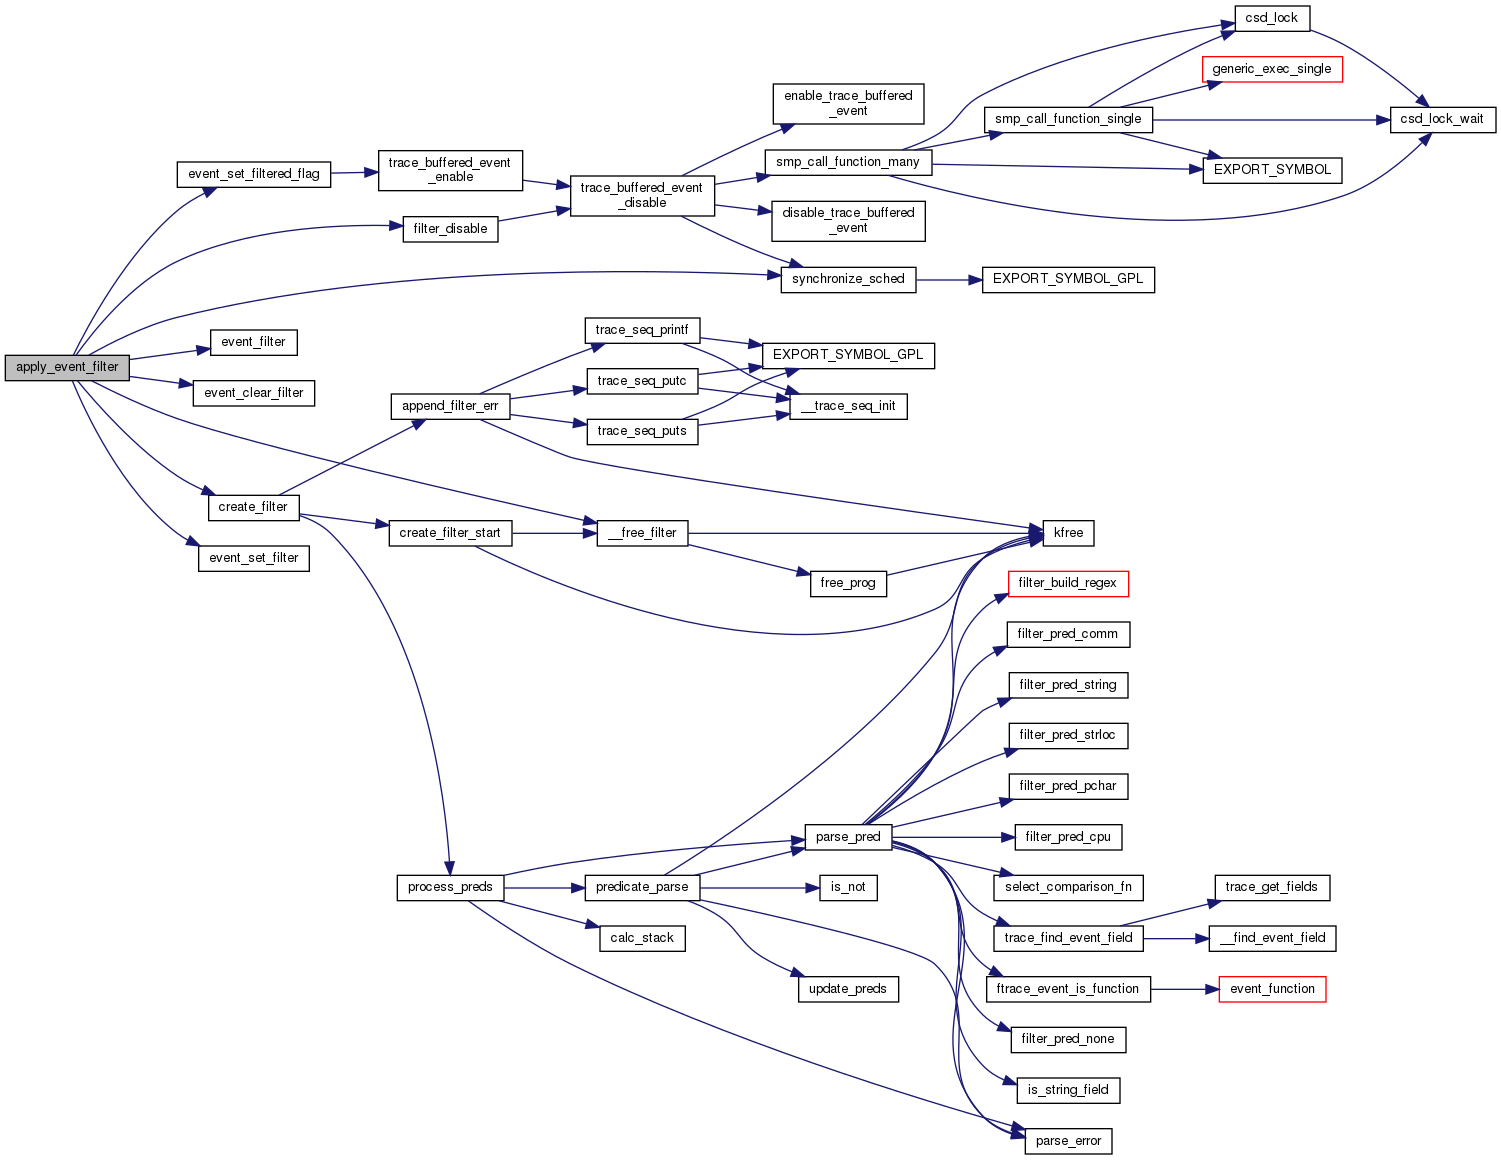 csd_lock
generic_exec_single
enable_trace_buffered
_event
smp_call_function_single
csd_lock_wait
trace_buffered_event
_enable
event_set_filtered_flag
smp_call_function_many
EXPORT_SYMBOL
trace_buffered_event
_disable
disable_trace_buffered
_event
filter_disable
synchronize_sched
EXPORT_SYMBOL_GPL
trace_seq_printf
event_filter
EXPORT_SYMBOL_GPL
apply_event_filter
trace_seq_putc
event_clear_filter
append_filter_err
__trace_seq_init
trace_seq_puts
create_filter
create_filter_start
__free_filter
kfree
event_set_filter
free_prog
filter_build_regex
filter_pred_comm
filter_pred_string
filter_pred_strloc
filter_pred_pchar
parse_pred
filter_pred_cpu
process_preds
predicate_parse
is_not
select_comparison_fn
trace_get_fields
calc_stack
trace_find_event_field
__find_event_field
update_preds
ftrace_event_is_function
event_function
filter_pred_none
is_string_field
parse_error